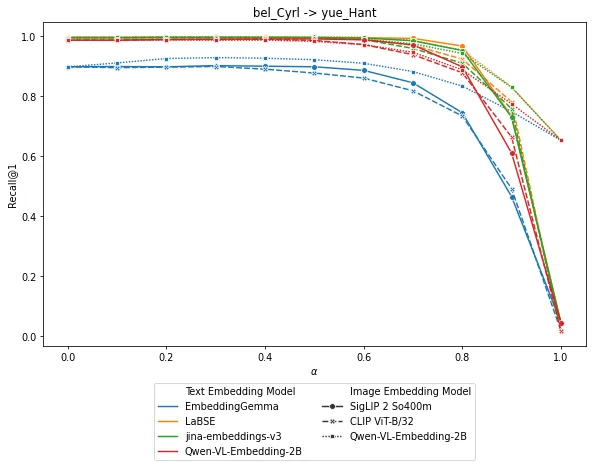 bel_Cyrl -> yue_Hant
1.0
0.8
0.6
0.4
0.2
0.0
Recall@1
0.0 0.2 0.4 0.6 0.8 1.0
α
Text Embedding Model Image Embedding Model
EmbeddingGemma SigLIP 2 So400m
LaBSE CLIP ViT-B/32
jina-embeddings-v3 Qwen-VL-Embedding-2B
Qwen-VL-Embedding-2B